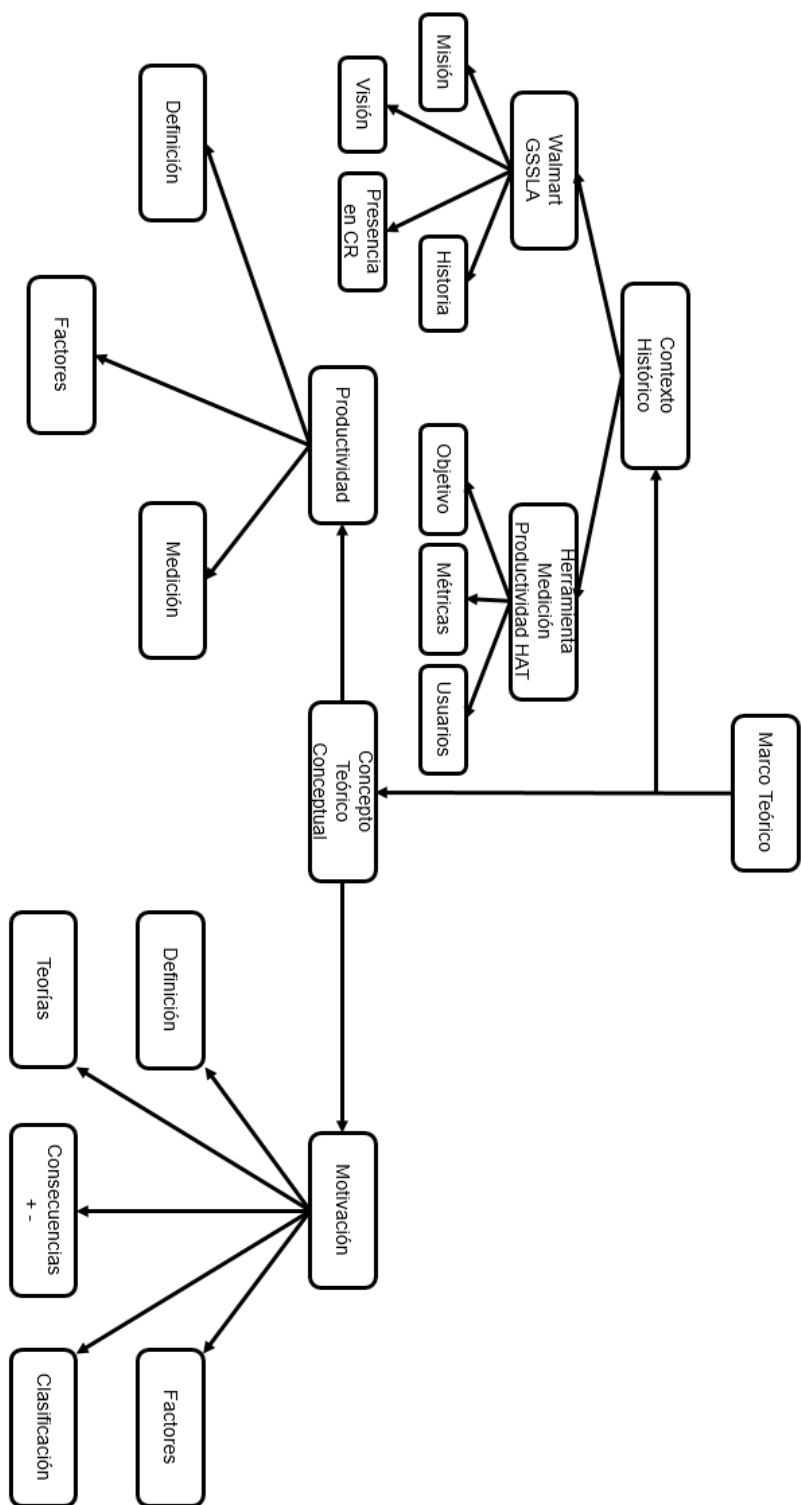 Marco Teórico
Contexto
Histórico
Walmart
GSSLA
Misión
Visión
Presencia
en CR
Historia
Herramienta
Medición
Productividad HAT
Objetivo
Métricas
Usuarios
Concepto
Teórico
Conceptual
Productividad
Definición
Factores
Medición
Motivación
Definición
Teorías
Consecuencias
+ -
Clasificación
Factores